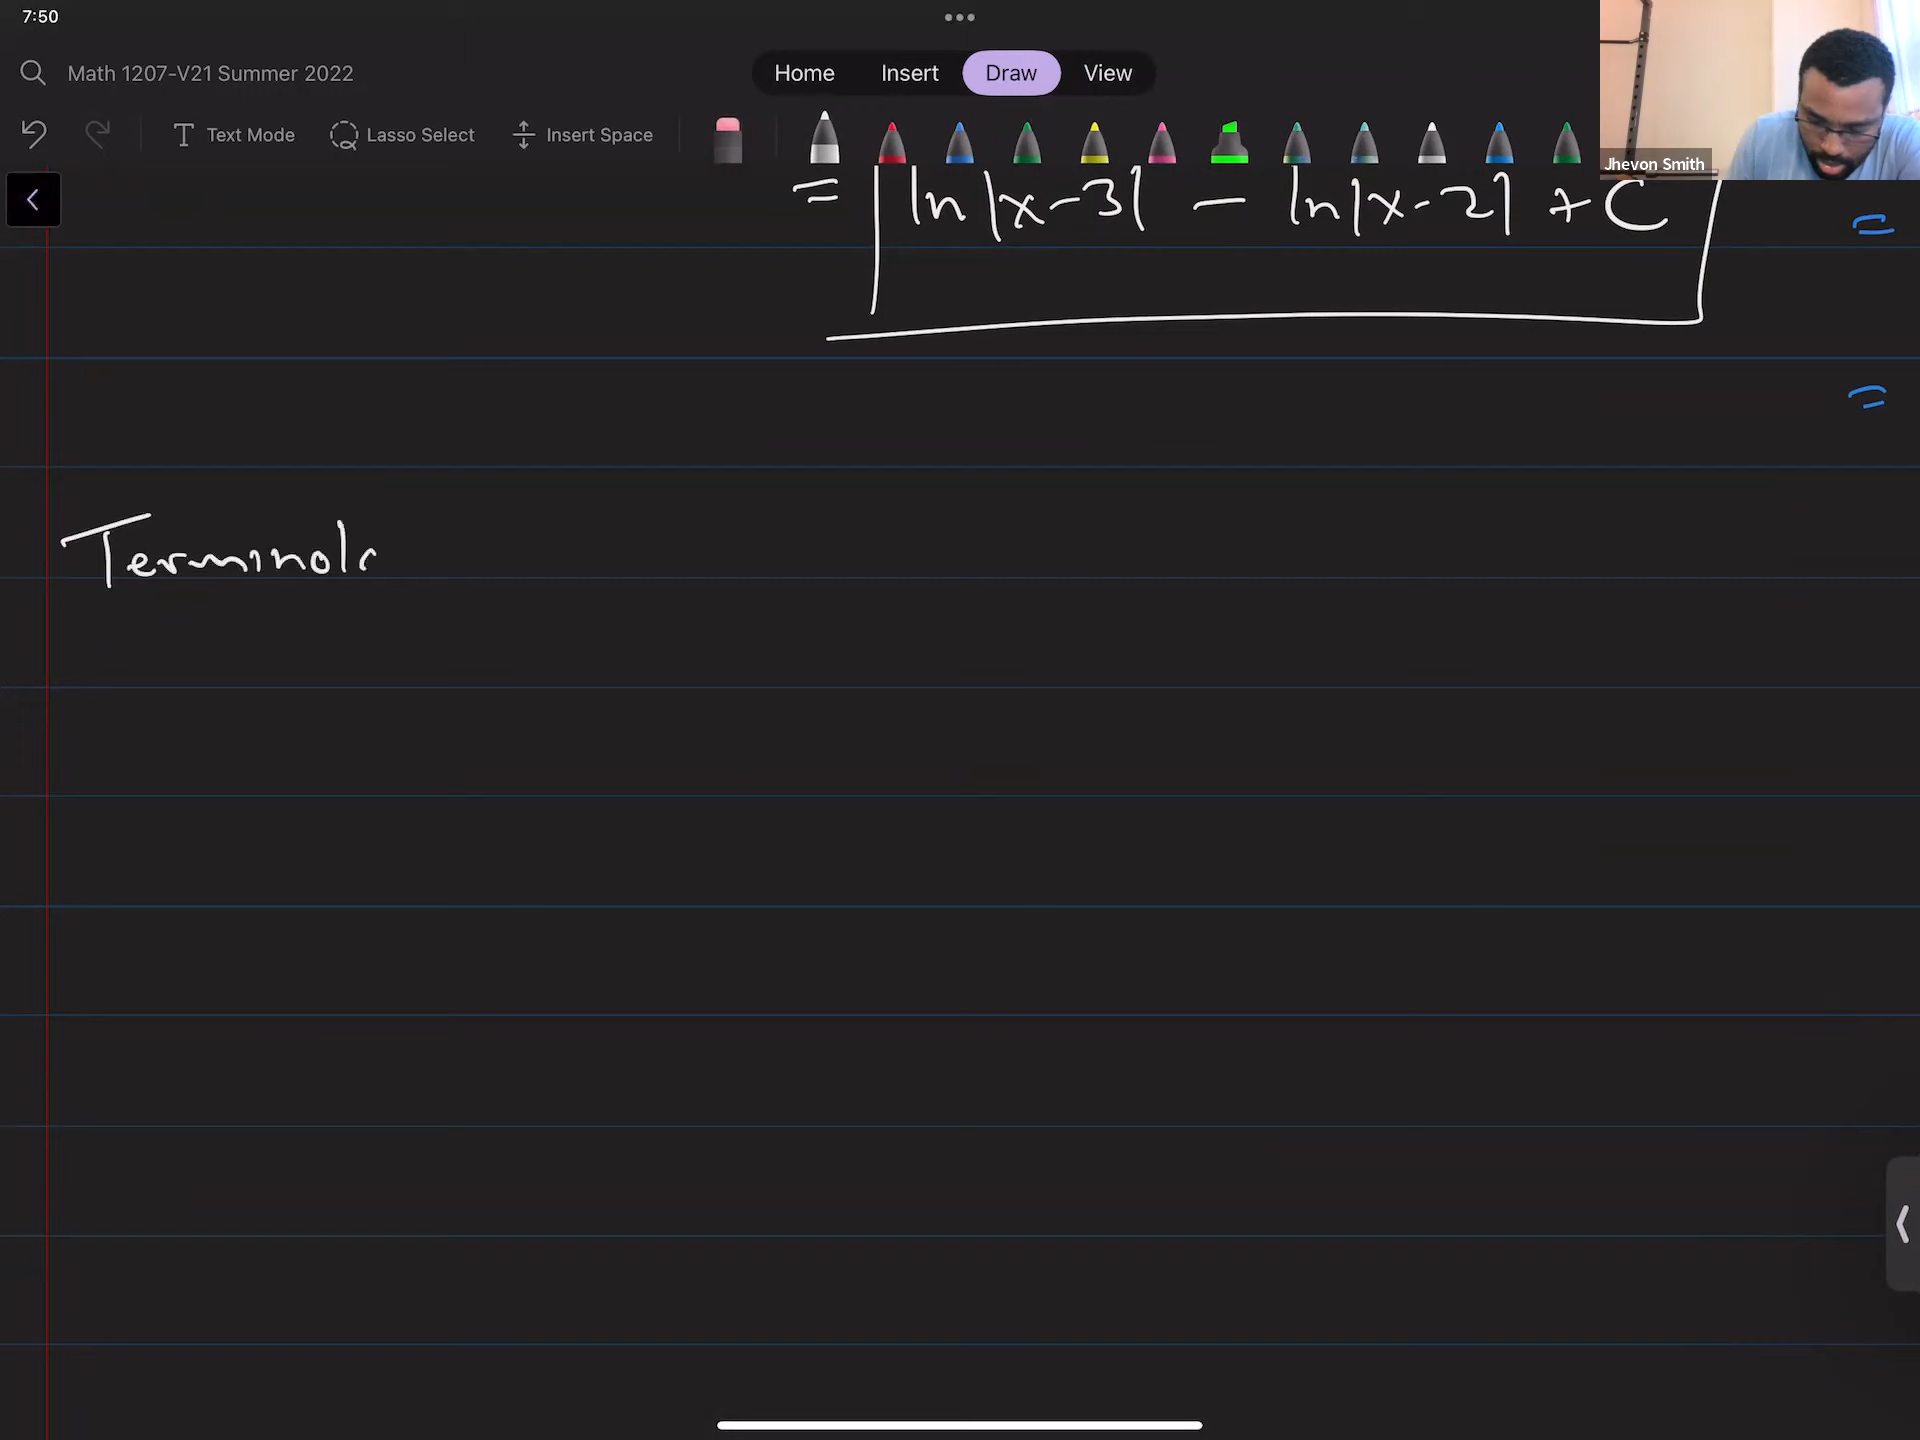 7:50
Math 1207-V21 Summer 2022
Home Insert Draw View
Text Mode Lasso Select Insert Space
Jhevon Smith
= ln|x-3| - ln|x-2| + C
=
=
Terminolo